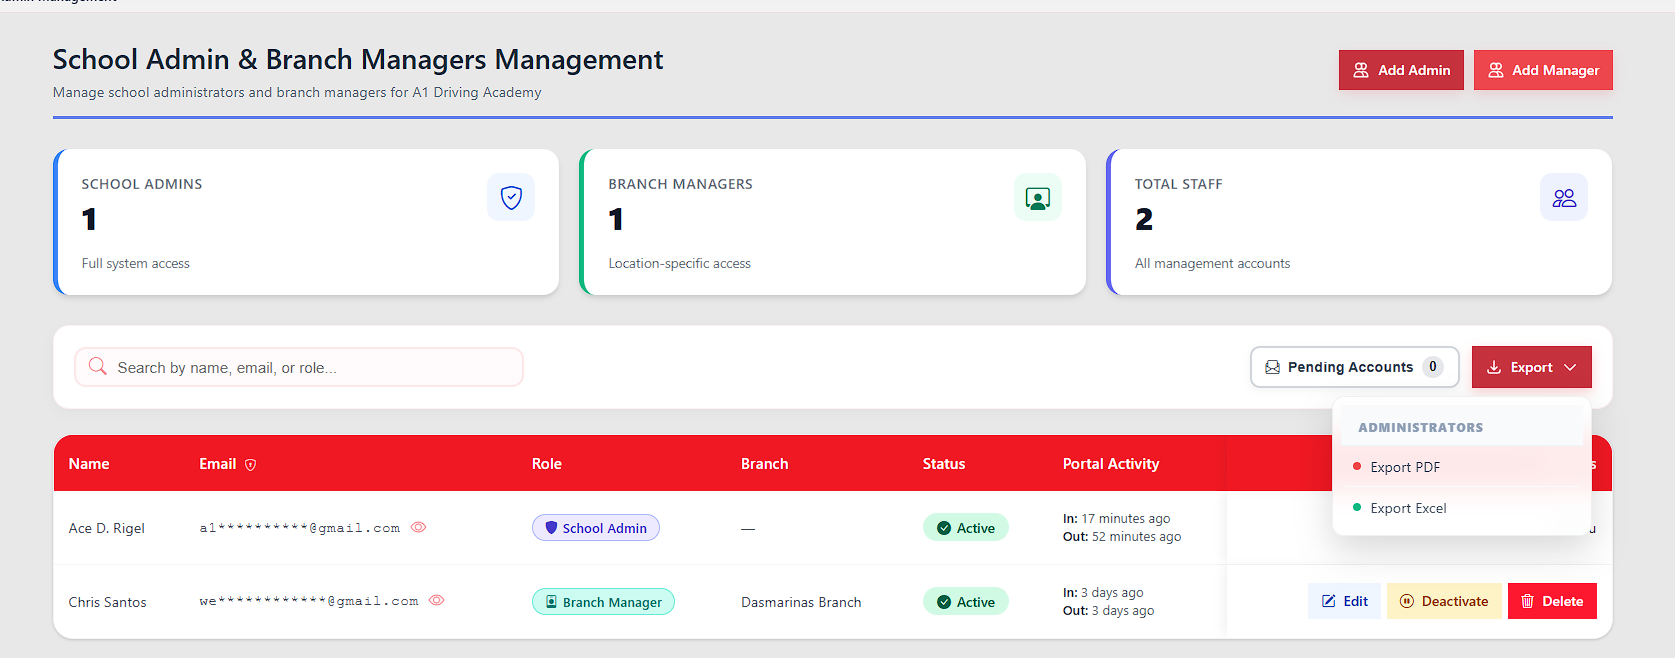 School Admin & Branch Managers Management
Manage school administrators and branch managers for A1 Driving Academy
Add Admin
Add Manager
SCHOOL ADMINS
1
Full system access
BRANCH MANAGERS
1
Location-specific access
TOTAL STAFF
2
All management accounts
Search by name, email, or role...
Pending Accounts 0
Export
ADMINISTRATORS
Export PDF
Export Excel
Name Email Role Branch Status Portal Activity
Ace D. Rigel a1**********@gmail.com School Admin — Active In: 17 minutes ago
Out: 52 minutes ago
Chris Santos we************@gmail.com Branch Manager Dasmarinas Branch Active In: 3 days ago
Out: 3 days ago
Edit Deactivate Delete